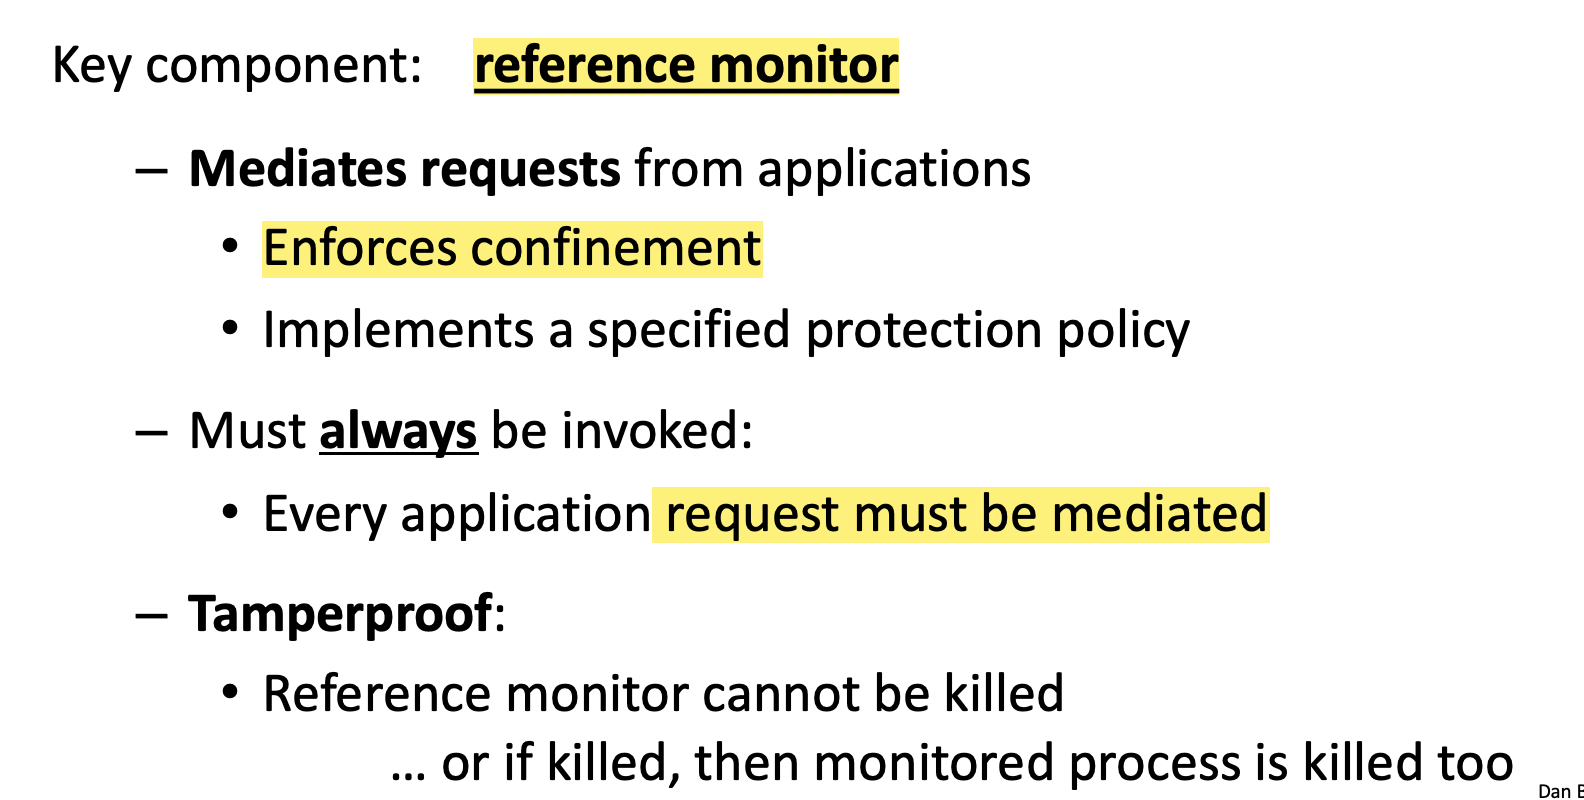 Key component: reference monitor
– Mediates requests from applications
• Enforces confinement
• Implements a specified protection policy
– Must always be invoked:
• Every application request must be mediated
– Tamperproof:
• Reference monitor cannot be killed
... or if killed, then monitored process is killed too
Dan